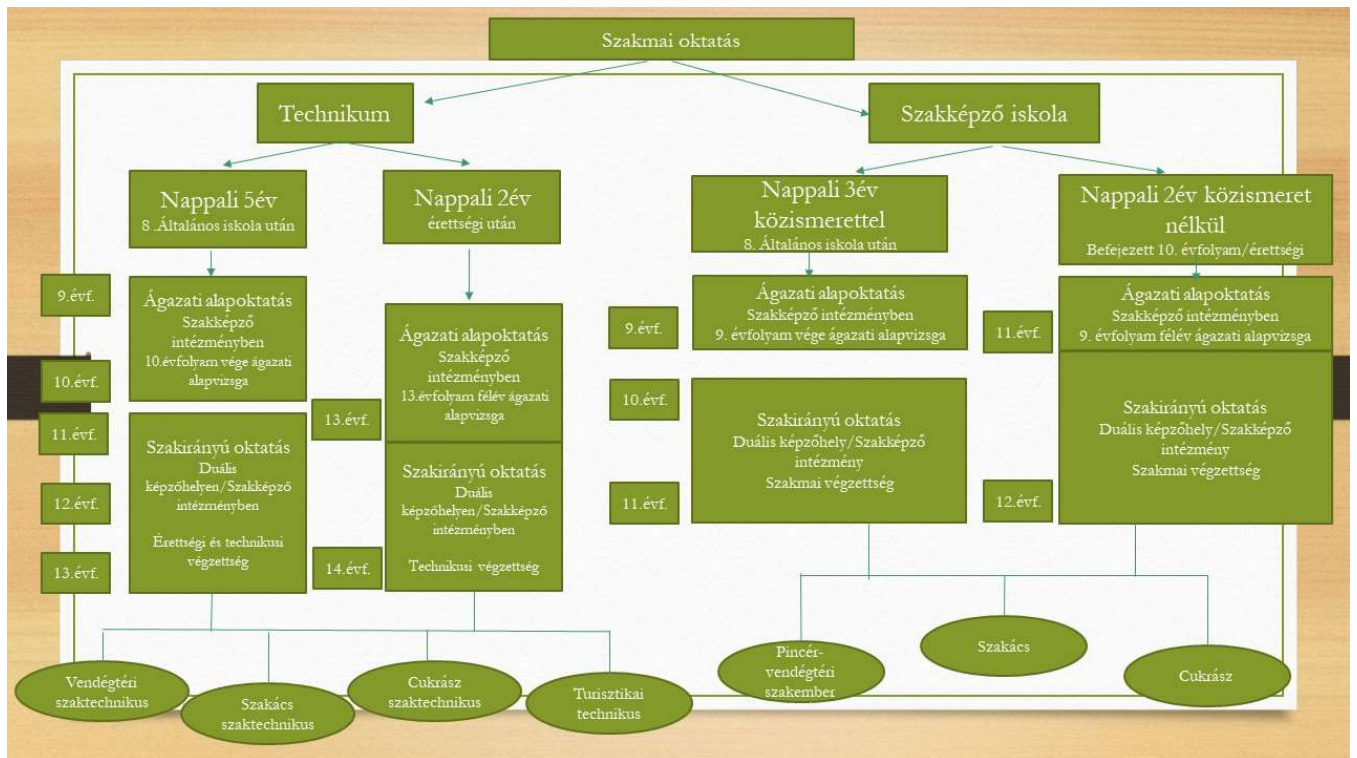 Szakmai oktatás
Technikum
Szakképző iskola
Nappali 5év
8 .Általános iskola után
Nappali 2év
érettségi után
Nappali 3év
közismerettel
8. Általános iskola után
Nappali 2év közismeret
nélkül
Befejezett 10. évfolyam/érettségi
9.évf.
10.évf.
11.évf.
12.évf.
13.évf.
Ágazati alapoktatás
Szakképző
intézményben
10.évfolyam vége ágazati
alapvizsga
Szakirányú oktatás
Duális
képzőhelyen/Szakképző
intézményben
Érettségi és technikusi
végzettség
13.évf.
14.évf.
Ágazati alapoktatás
Szakképző
intézményben
13.évfolyam félév ágazati
alapvizsga
Szakirányú oktatás
Duális
képzőhelyen/Szakképző
intézményben
Technikusi végzettség
9.évf.
10.évf.
11.évf.
Ágazati alapoktatás
Szakképző intézményben
9. évfolyam vége ágazati alapvizsga
Szakirányú oktatás
Duális képzőhely/Szakképző
intézmény
Szakmai végzettség
11.évf.
12.évf.
Ágazati alapoktatás
Szakképző intézményben
9. évfolyam félév ágazati alapvizsga
Szakirányú oktatás
Duális képzőhely/Szakképző
intézmény
Szakmai végzettség
Vendégtéri
szaktechnikus
Szakács
szaktechnikus
Cukrász
szaktechnikus
Turisztikai
technikus
Pincér-
vendégtéri
szakember
Szakács
Cukrász